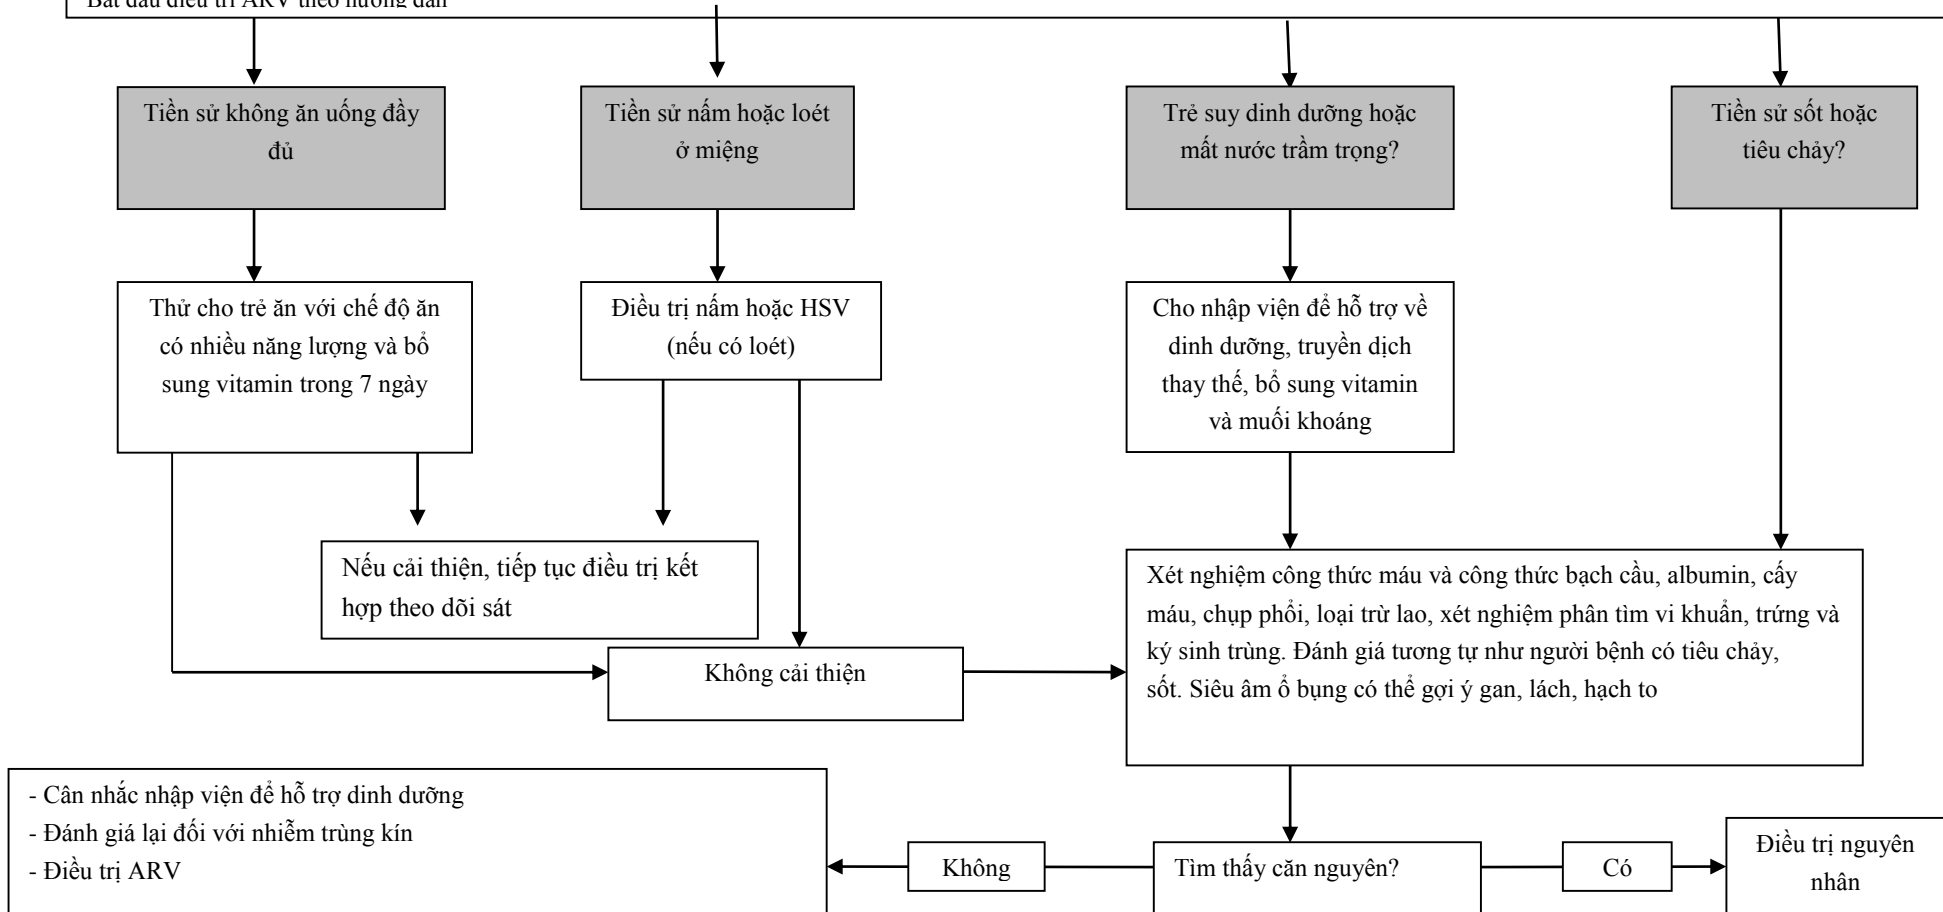 Bắt đầu điều trị ARV theo hướng dẫn
Tiền sử không ăn uống đầy
đủ
Tiền sử nấm hoặc loét
ở miệng
Trẻ suy dinh dưỡng hoặc
mất nước trầm trọng?
Tiền sử sốt hoặc
tiêu chảy?
Thử cho trẻ ăn với chế độ ăn
có nhiều năng lượng và bổ
sung vitamin trong 7 ngày
Điều trị nấm hoặc HSV
(nếu có loét)
Cho nhập viện để hỗ trợ về
dinh dưỡng, truyền dịch
thay thế, bổ sung vitamin
và muối khoáng
Nếu cải thiện, tiếp tục điều trị kết
hợp theo dõi sát
Không cải thiện
Xét nghiệm công thức máu và công thức bạch cầu, albumin, cấy
máu, chụp phổi, loại trừ lao, xét nghiệm phân tìm vi khuẩn, trứng và
ký sinh trùng. Đánh giá tương tự như người bệnh có tiêu chảy,
sốt. Siêu âm ổ bụng có thể gợi ý gan, lách, hạch to
- Cân nhắc nhập viện để hỗ trợ dinh dưỡng
- Đánh giá lại đối với nhiễm trùng kín
- Điều trị ARV
Không
Tìm thấy căn nguyên?
Có
Điều trị nguyên
nhân